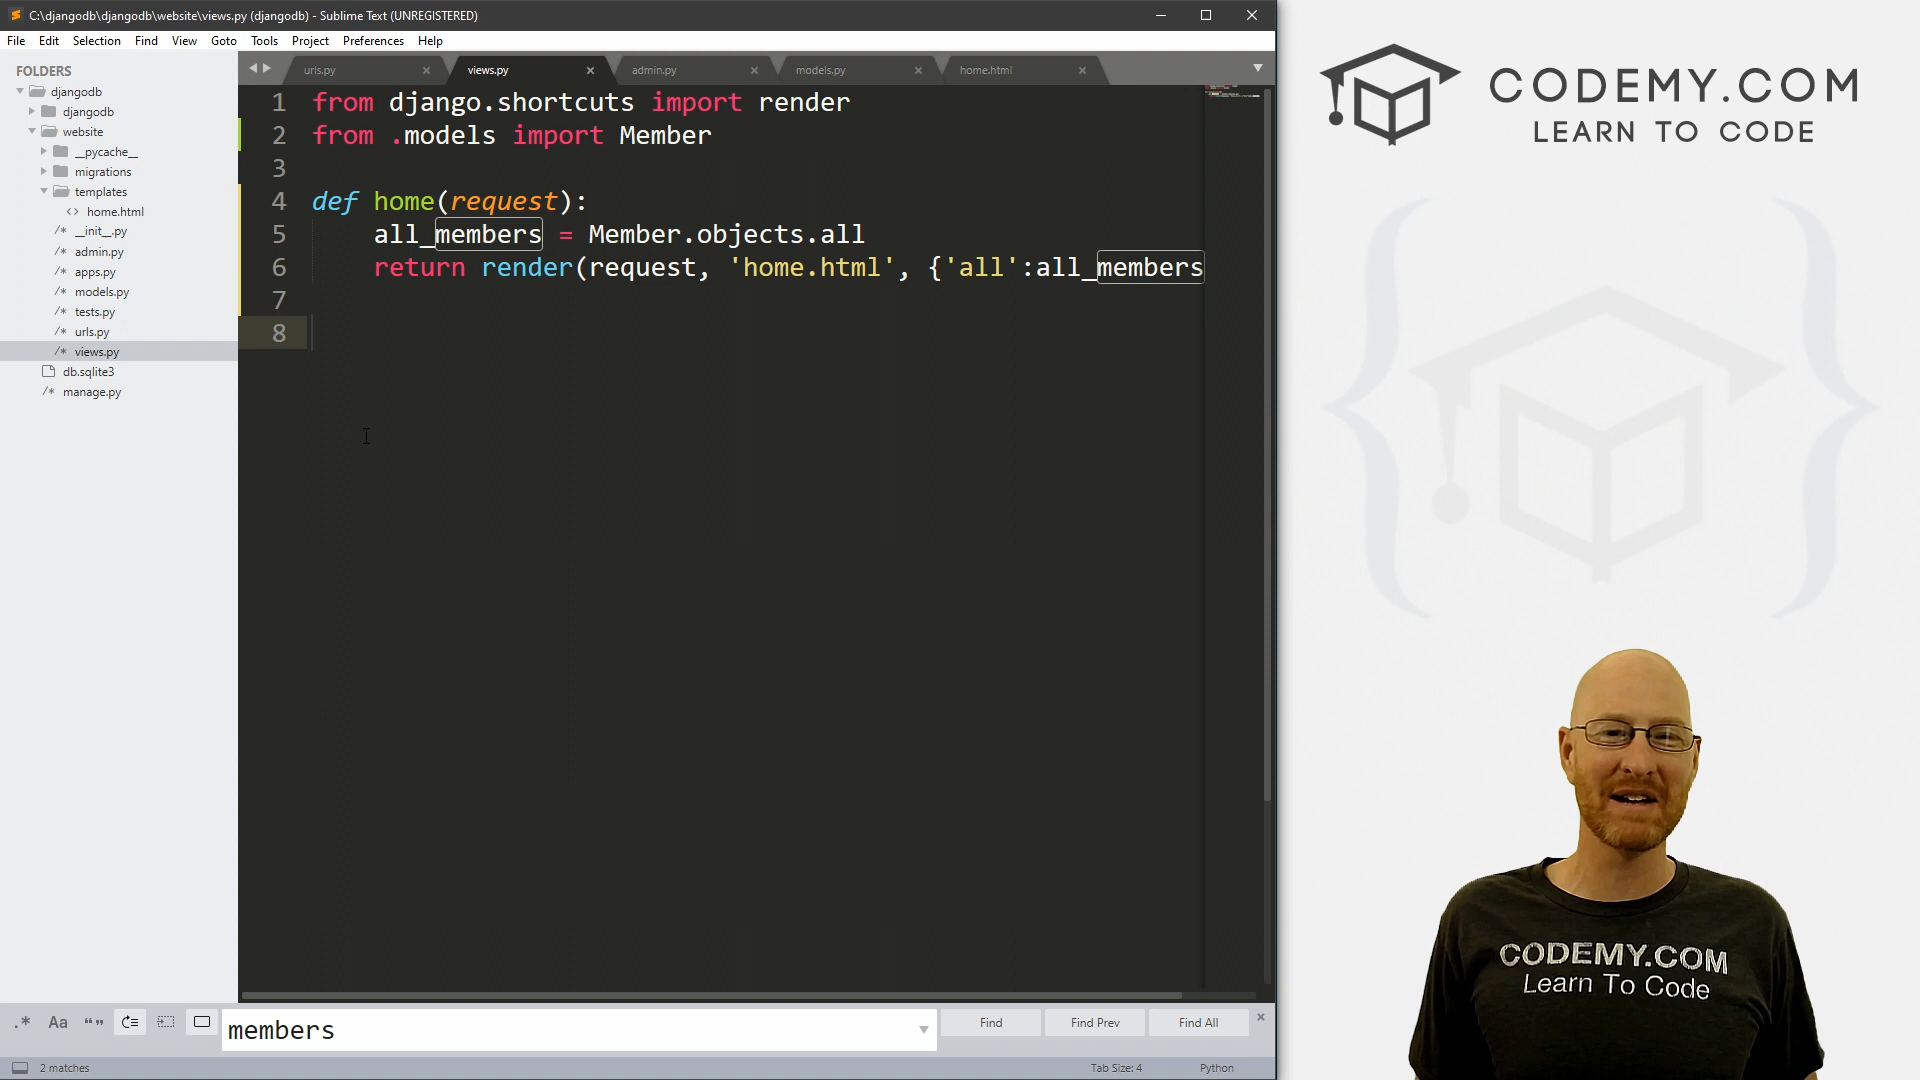 C:\djangodb\djangodb\website\views.py (djangodb) - Sublime Text (UNREGISTERED)
File Edit Selection Find View Goto Tools Project Preferences Help
FOLDERS
djangodb
djangodb
website
__pycache__
migrations
templates
<> home.html
/* __init__.py
/* admin.py
/* apps.py
/* models.py
/* tests.py
/* urls.py
/* views.py
db.sqlite3
/* manage.py
urls.py views.py admin.py models.py home.html
1 from django.shortcuts import render
2 from .models import Member
3
4 def home(request):
5 all_members = Member.objects.all
6 return render(request, 'home.html', {'all':all_members
7
8
.* Aa “” members Find Find Prev Find All
2 matches Tab Size: 4 Python
CODEMY.COM
LEARN TO CODE
CODEMY.COM
Learn To Code